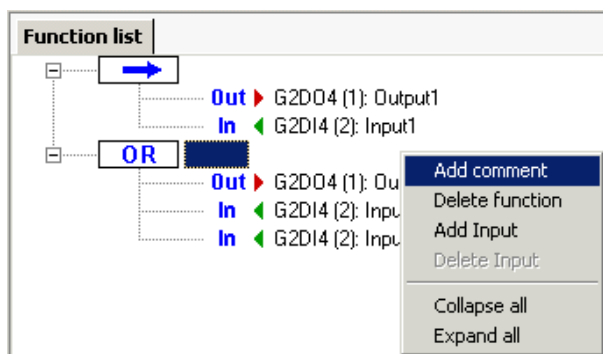 Function list
Out G2DO4 (1): Output1
In G2DI4 (2): Input1
OR
Out G2DO4 (1): Ou
In G2DI4 (2): Inpu
In G2DI4 (2): Inpu
Add comment
Delete function
Add Input
Delete Input
Collapse all
Expand all